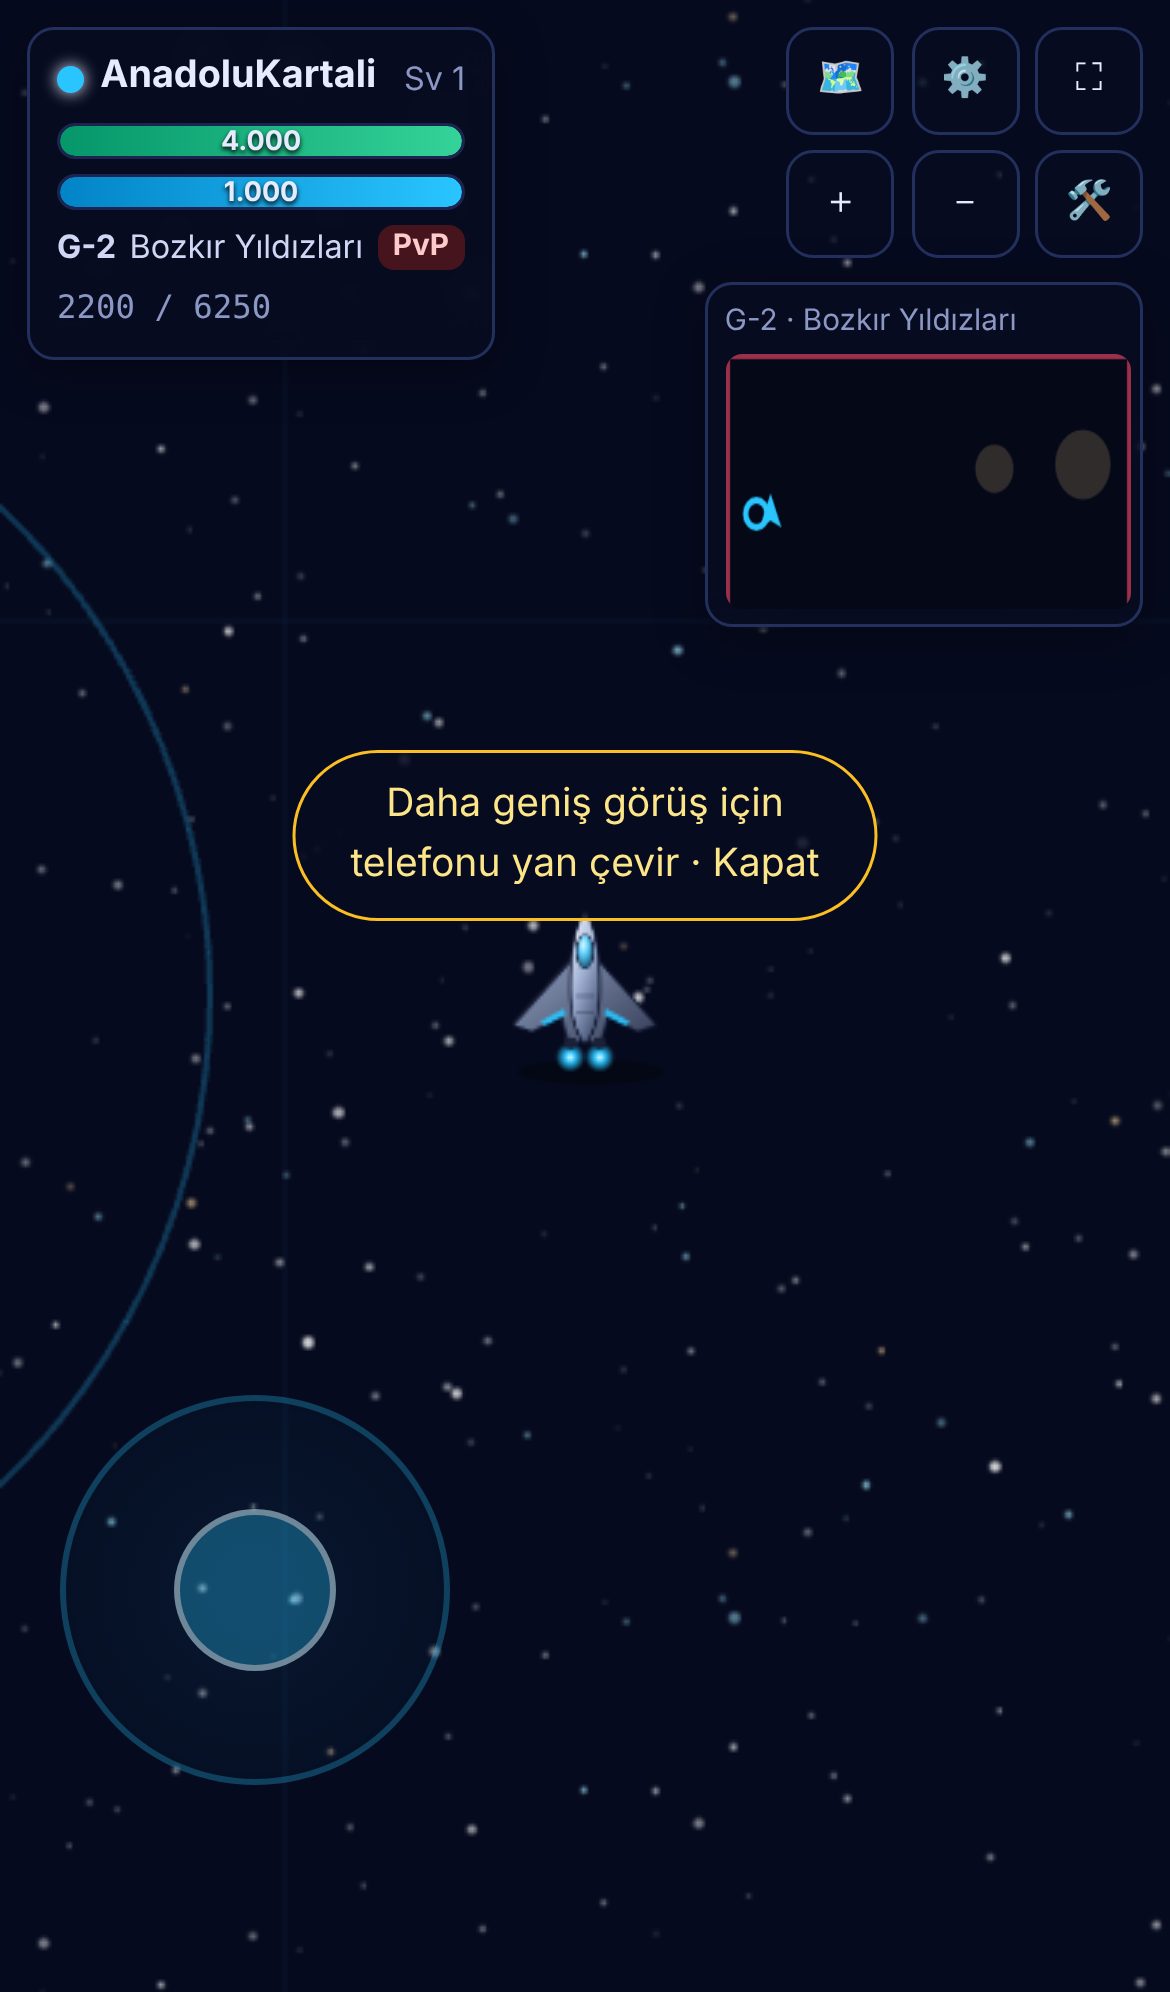 AnadoluKartali Sv 1
4.000
1.000
G-2 Bozkır Yıldızları PvP
2200 / 6250
+ −
G-2 · Bozkır Yıldızları
Daha geniş görüş için
telefonu yan çevir · Kapat